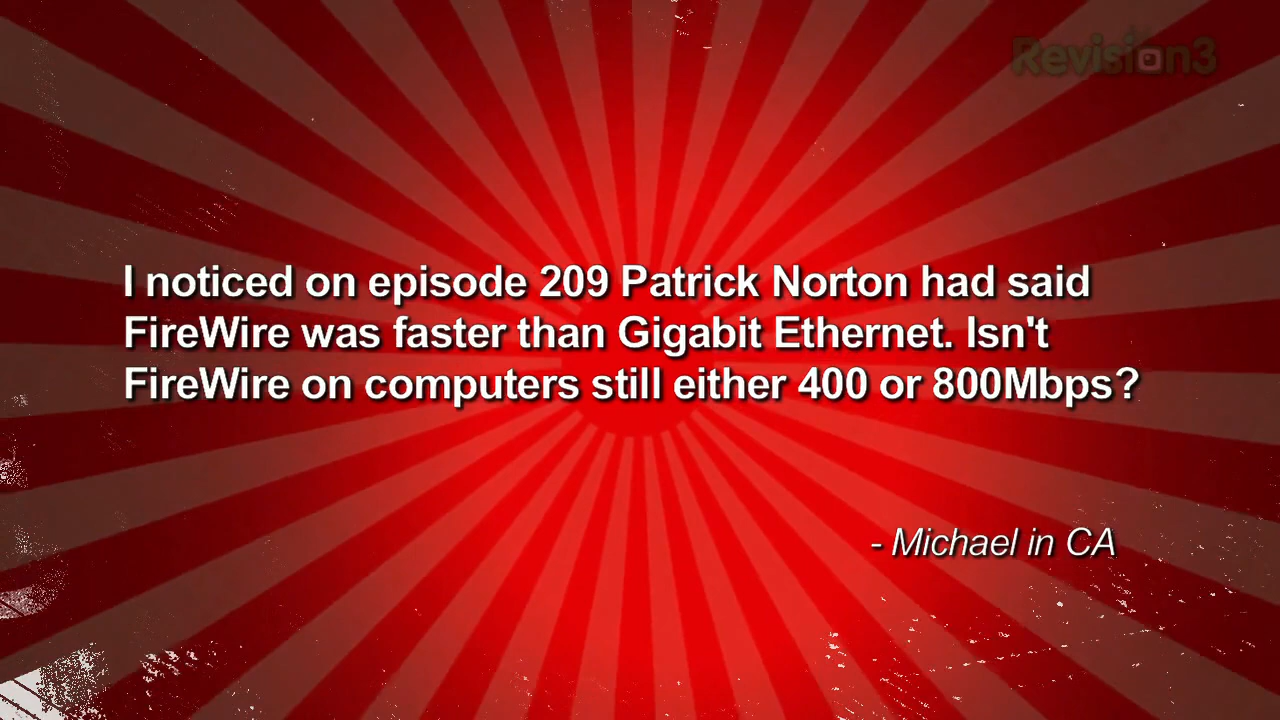 Revision3
I noticed on episode 209 Patrick Norton had said
FireWire was faster than Gigabit Ethernet. Isn't
FireWire on computers still either 400 or 800Mbps?
- Michael in CA